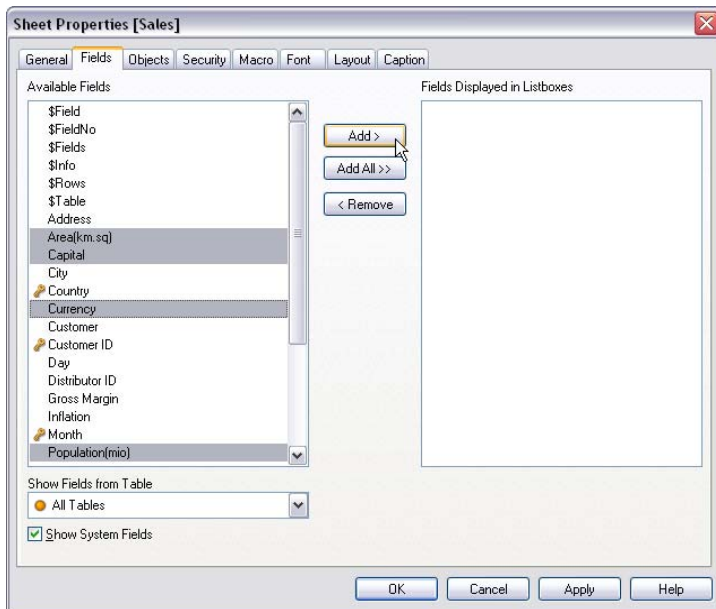 Sheet Properties [Sales]
General Fields Objects Security Macro Font Layout Caption
Available Fields
$Field
$FieldNo
$Fields
$Info
$Rows
$Table
Address
Area(km.sq)
Capital
City
Country
Currency
Customer
Customer ID
Day
Distributor ID
Gross Margin
Inflation
Month
Population(mio)
Add >
Add All >>
< Remove
Fields Displayed in Listboxes
Show Fields from Table
All Tables
Show System Fields
OK Cancel Apply Help